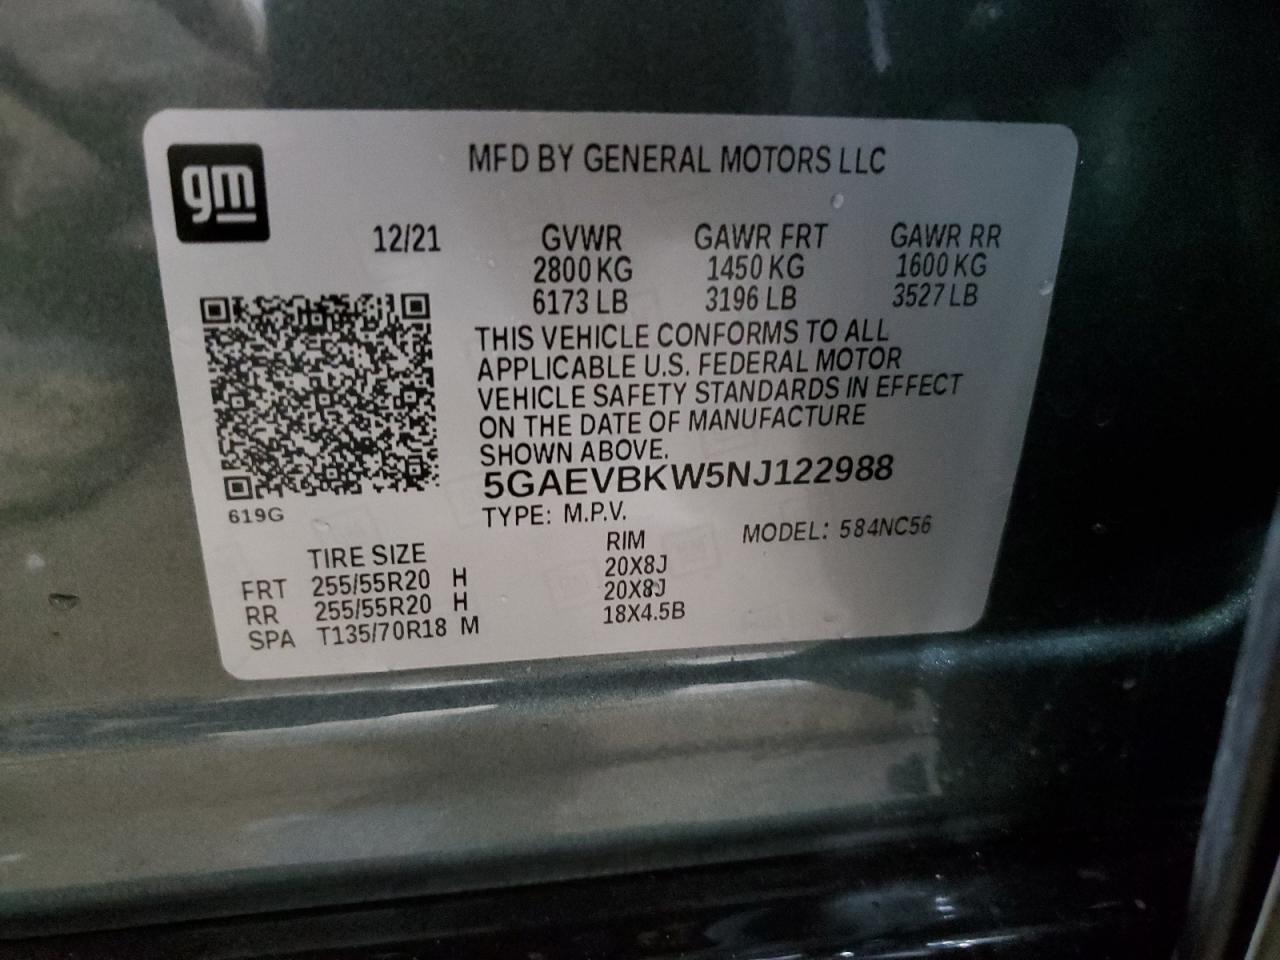 gm
MFD BY GENERAL MOTORS LLC
12/21 GVWR GAWR FRT GAWR RR
2800 KG 1450 KG 1600 KG
6173 LB 3196 LB 3527 LB
THIS VEHICLE CONFORMS TO ALL
APPLICABLE U.S. FEDERAL MOTOR
VEHICLE SAFETY STANDARDS IN EFFECT
ON THE DATE OF MANUFACTURE
SHOWN ABOVE.
5GAEVBKW5NJ122988
619G
TYPE: M.P.V. MODEL: 584NC56
TIRE SIZE RIM
FRT 255/55R20 H 20X8J
RR 255/55R20 H 20X8J
SPA T135/70R18 M 18X4.5B